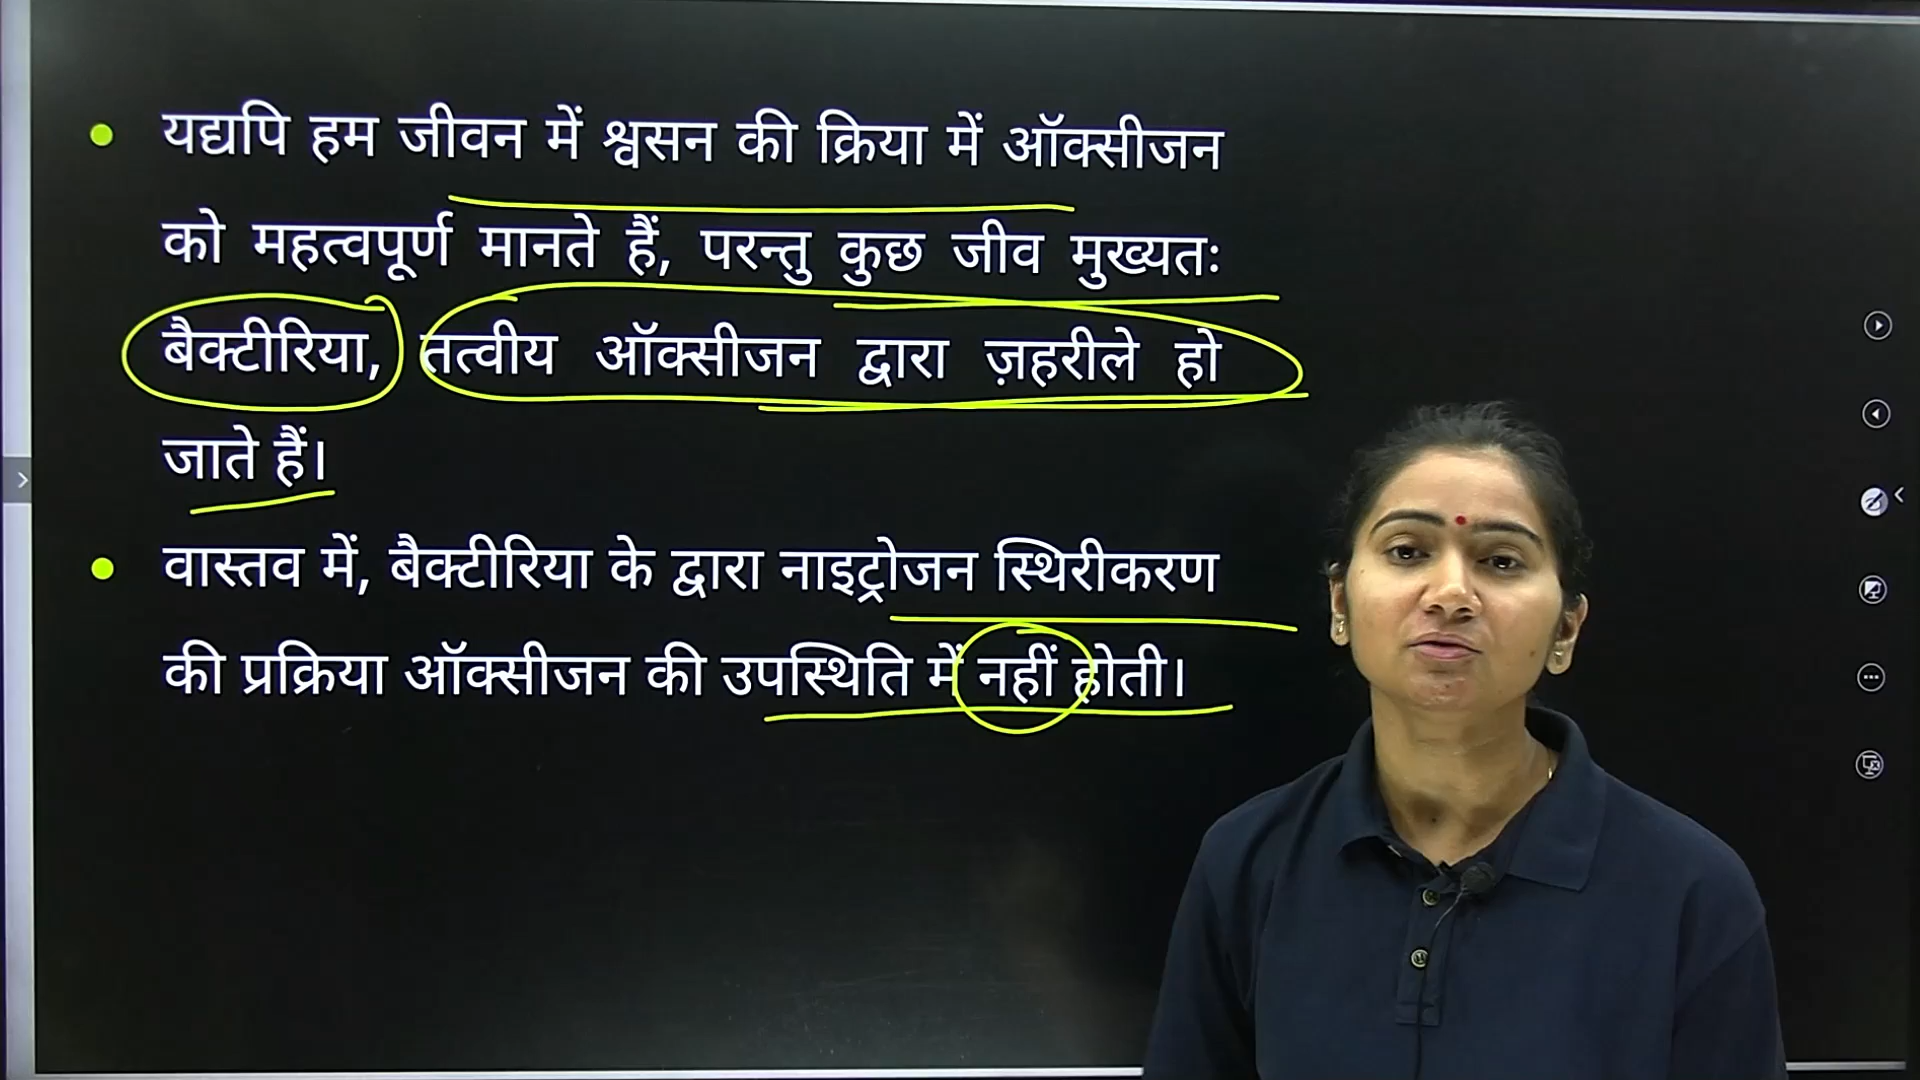 यद्यपि हम जीवन में श्वसन की क्रिया में ऑक्सीजन
को महत्वपूर्ण मानते हैं, परन्तु कुछ जीव मुख्यतः
बैक्टीरिया, तत्वीय ऑक्सीजन द्वारा ज़हरीले हो
जाते हैं।
वास्तव में, बैक्टीरिया के द्वारा नाइट्रोजन स्थिरीकरण
की प्रक्रिया ऑक्सीजन की उपस्थिति में नहीं होती।